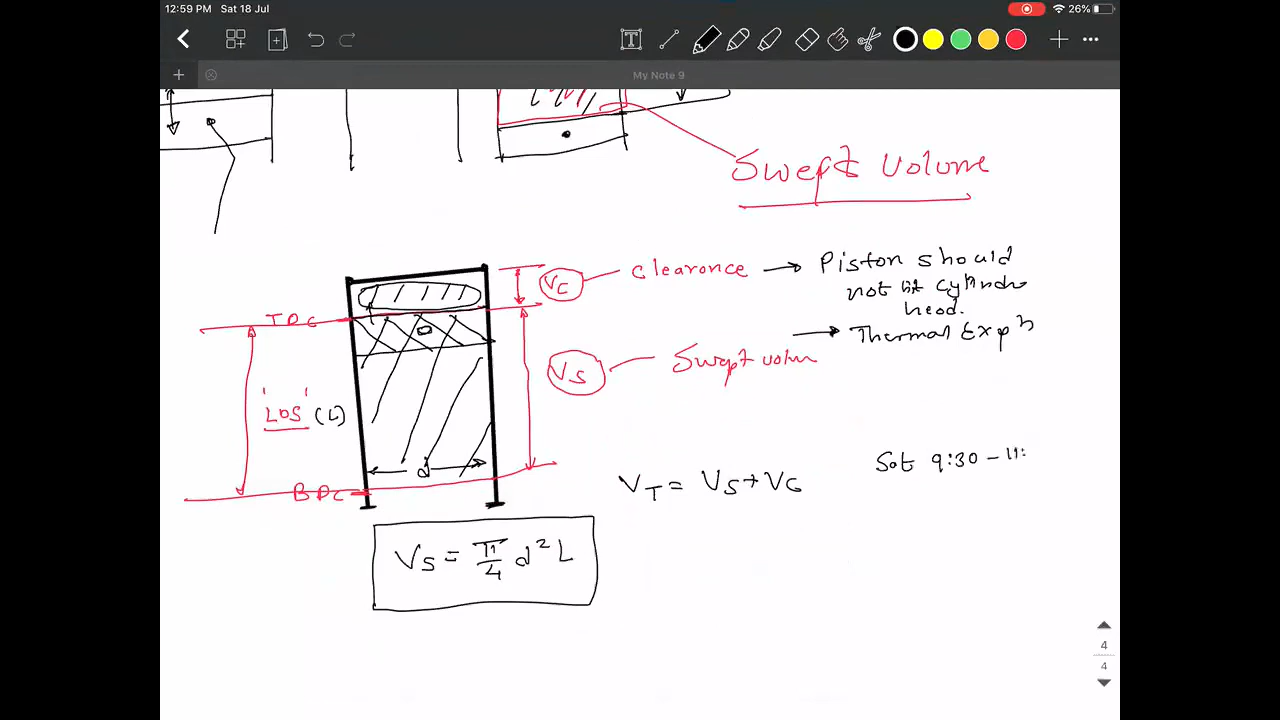 12:59 PM Sat 18 Jul
26%
My Note 9
Swept Volume
Vc clearance → Piston should
not hit cylinder
head.
→ Thermal Expn
TDC
Vs Swept volum
'LOS' (L)
d
BDC
VT = VS + VC
Sat 9:30 - 11:
VS = π/4 d² L
4
4